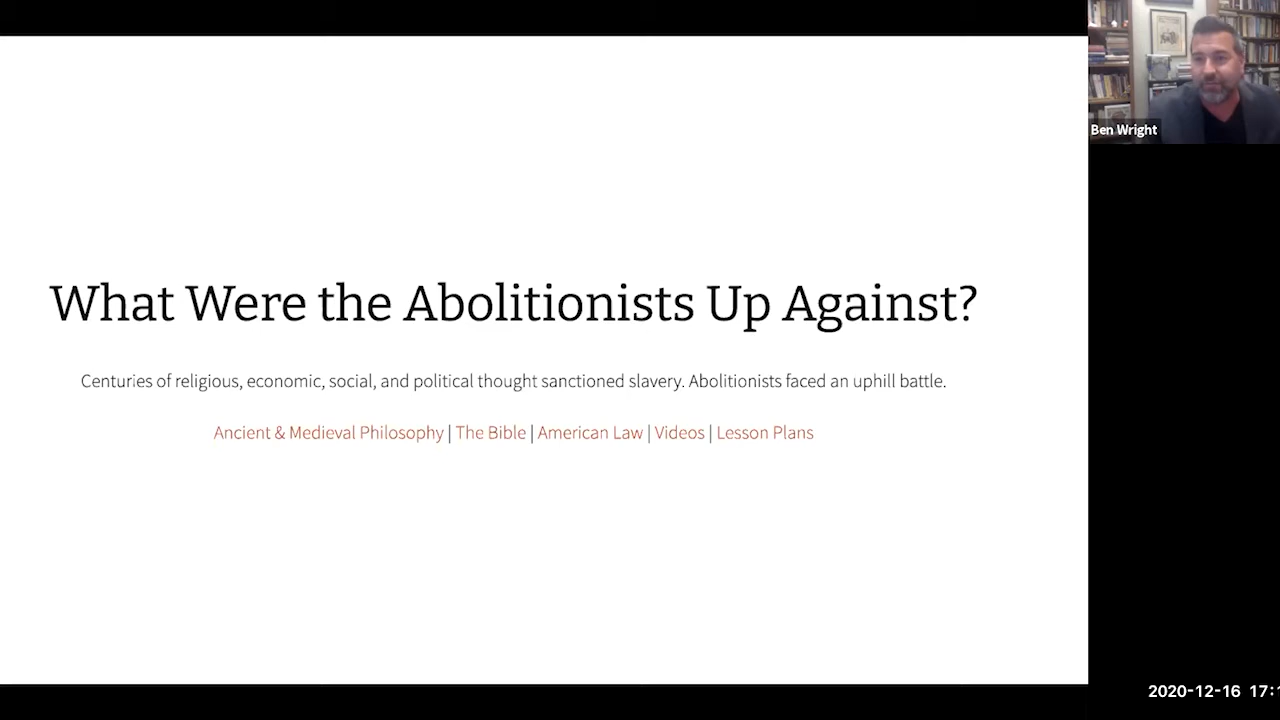 What Were the Abolitionists Up Against?
Centuries of religious, economic, social, and political thought sanctioned slavery. Abolitionists faced an uphill battle.
Ancient & Medieval Philosophy | The Bible | American Law | Videos | Lesson Plans
Ben Wright
2020-12-16 17: